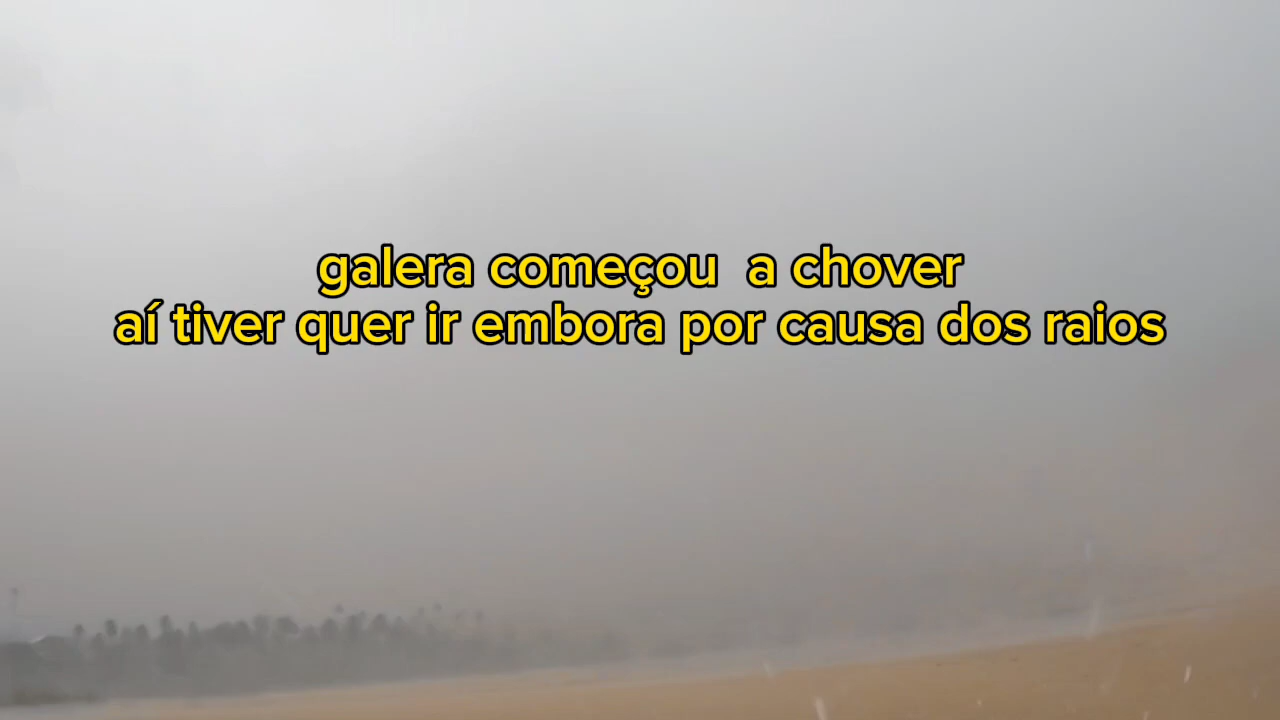 galera começou  a chover
aí tiver quer ir embora por causa dos raios